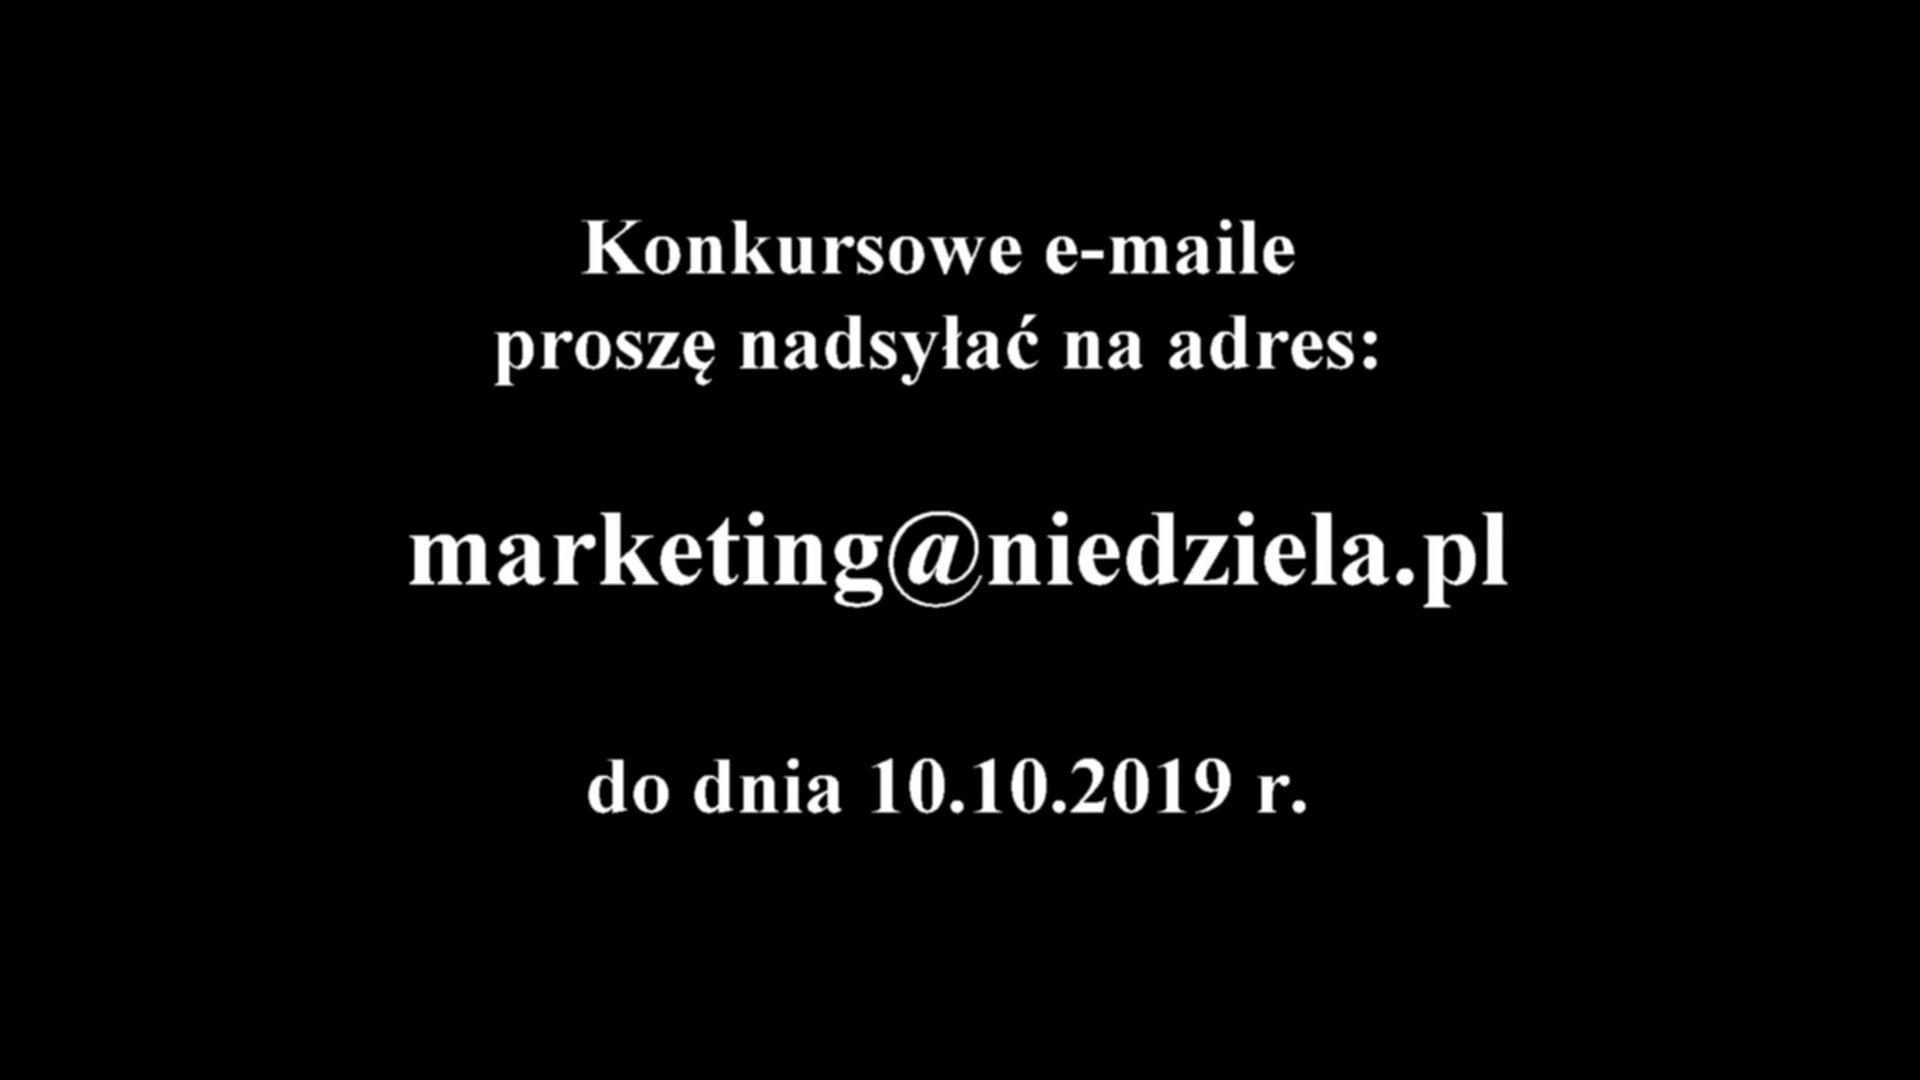 Konkursowe e-maile
proszę nadsyłać na adres:
marketing@niedziela.pl
do dnia 10.10.2019 r.